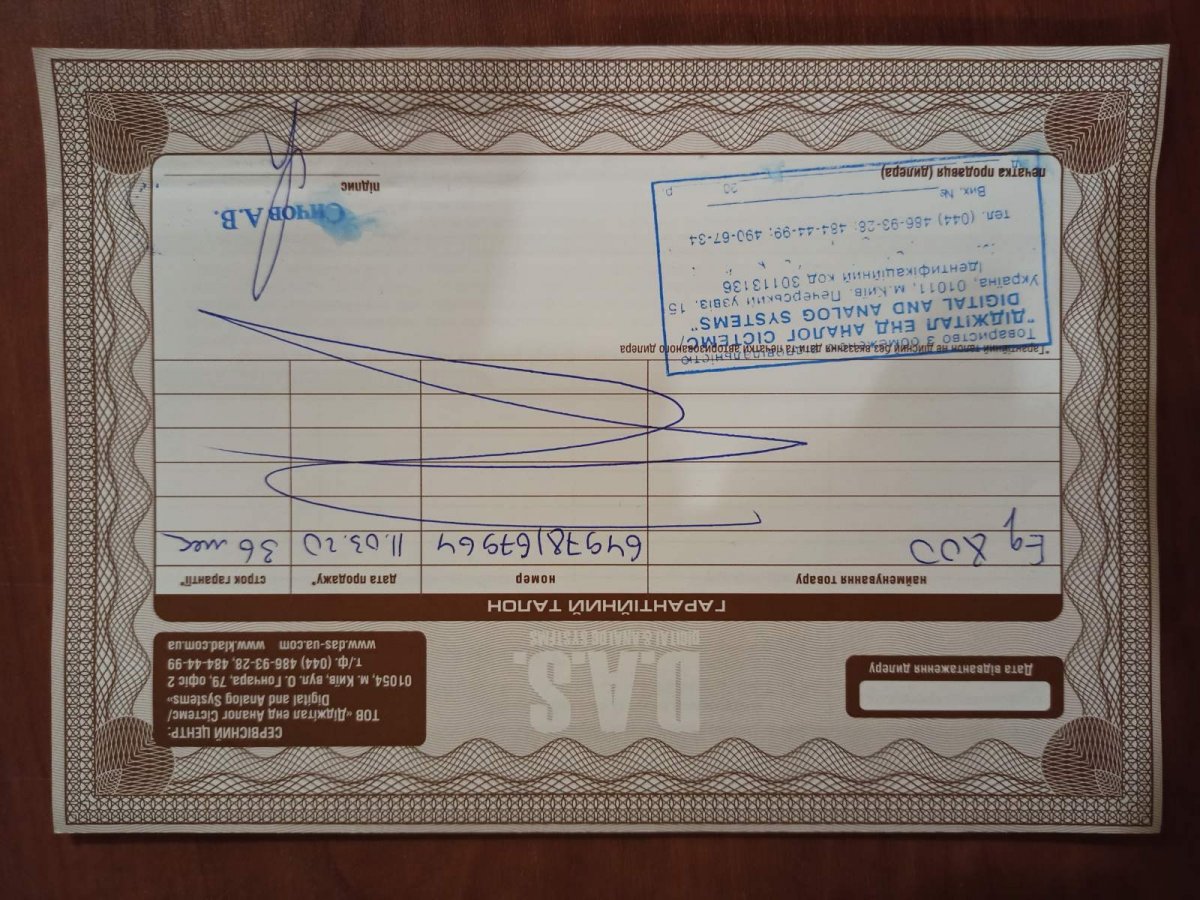 СЕРВІСНИЙ ЦЕНТР:
ТОВ «Діджітал енд Аналог Сістемс/
Digital and Analog Systems»
01054, м. Київ, вул. О. Гончара, 79, офіс 2
т/ф. (044) 486-93-28, 484-44-99
www.das-ua.com www.klad.com.ua
D.A.S.
DIGITAL & ANALOG SYSTEMS
Дата відвантаження дилеру
ГАРАНТІЙНИЙ ТАЛОН
найменування товару номер дата продажу* строк гарантії*
Eq 800 64978/67964 11.03.20 36 мес
*Гарантійний талон не дійсний без вказання дати та печатки авторизованого дилера
Товариство з обмеженою відповідальністю
"ДІДЖІТАЛ ЕНД АНАЛОГ СІСТЕМС/
DIGITAL AND ANALOG SYSTEMS"
Україна, 01011, м.Київ, Печерський узвіз, 15
Ідентифікаційний код 30113136
тел. (044) 486-93-28; 484-44-99; 490-67-34
Вих. №
20 р
печатка продавця (дилера)
Сичов А.В.
підпис